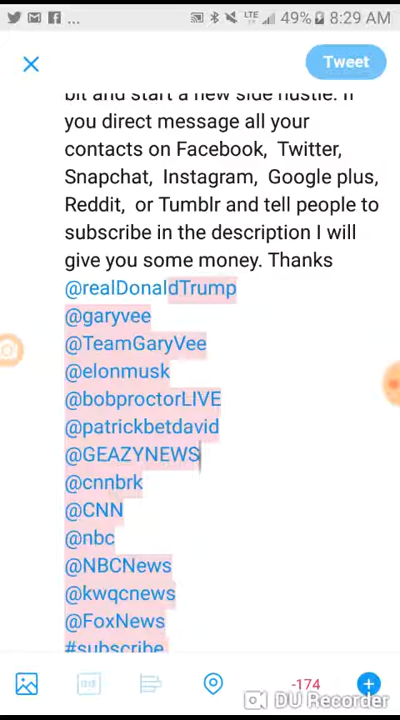 LTE 49% 8:29 AM
Tweet
bit and start a new side hustle. If
you direct message all your
contacts on Facebook, Twitter,
Snapchat, Instagram, Google plus,
Reddit, or Tumblr and tell people to
subscribe in the description I will
give you some money. Thanks
@realDonaldTrump
@garyvee
@TeamGaryVee
@elonmusk
@bobproctorLIVE
@patrickbetdavid
@GEAZYNEWS
@cnnbrk
@CNN
@nbc
@NBCNews
@kwqcnews
@FoxNews
#subscribe
GIF
-174
DU Recorder